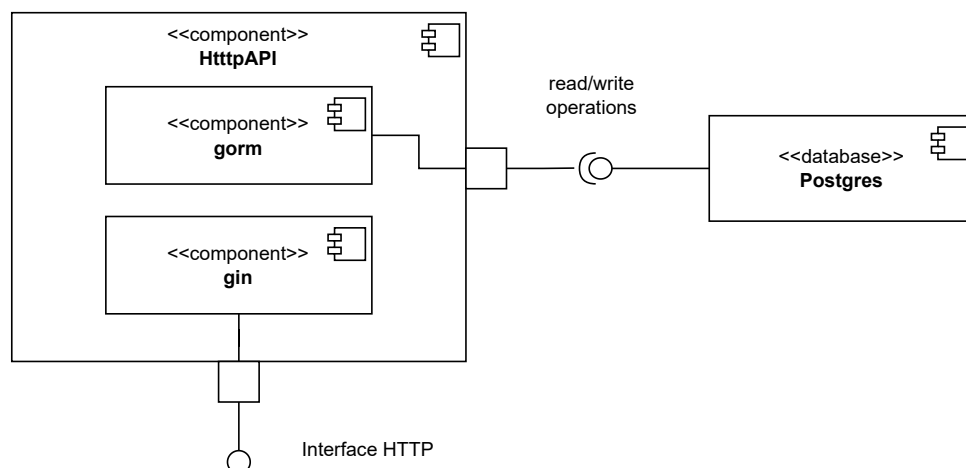 <<component>>
HtttpAPI
<<component>>
gorm
<<component>>
gin
read/write
operations
<<database>>
Postgres
Interface HTTP